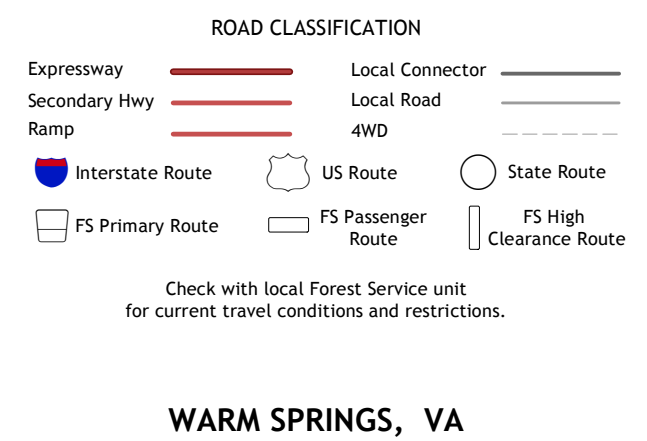 ROAD CLASSIFICATION
Expressway
Local Connector
Secondary Hwy
Local Road
Ramp
4WD
Interstate Route
US Route
State Route
FS Primary Route
FS Passenger
Route
FS High
Clearance Route
Check with local Forest Service unit
for current travel conditions and restrictions.
WARM SPRINGS, VA